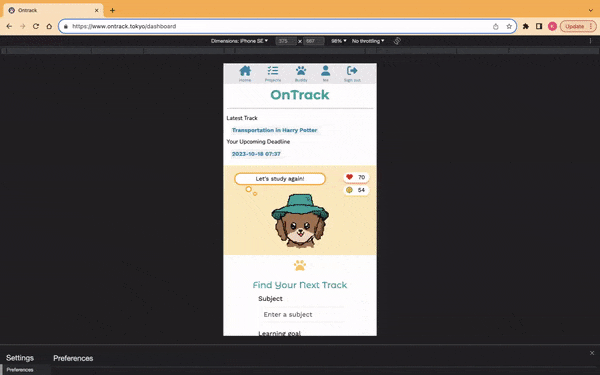 Ontrack
https://www.ontrack.tokyo/dashboard
Update
Dimensions: iPhone SE 375 × 667 98% No throttling
Home Projects Buddy Me Sign out
OnTrack
Latest Track
Transportation in Harry Potter
Your Upcoming Deadline
2023-10-18 07:37
Let's study again!
70
54
Find Your Next Track
Subject
Enter a subject
Learning goal
Settings Preferences
Preferences